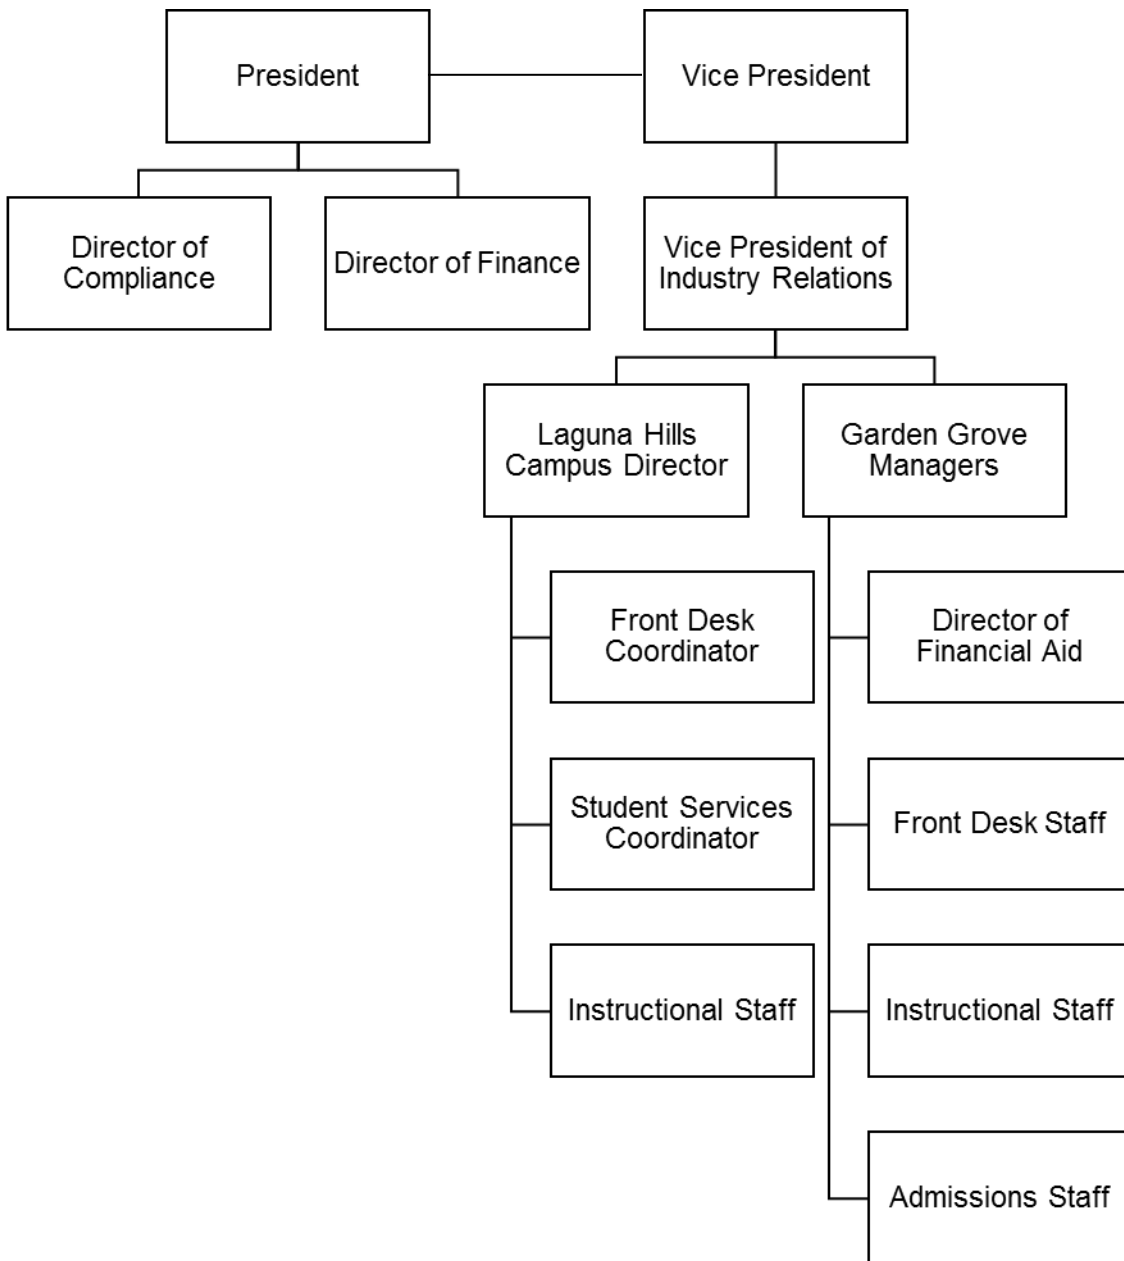 President
Vice President
Director of
Compliance
Director of Finance
Vice President of
Industry Relations
Laguna Hills
Campus Director
Garden Grove
Managers
Front Desk
Coordinator
Director of
Financial Aid
Student Services
Coordinator
Front Desk Staff
Instructional Staff
Instructional Staff
Admissions Staff